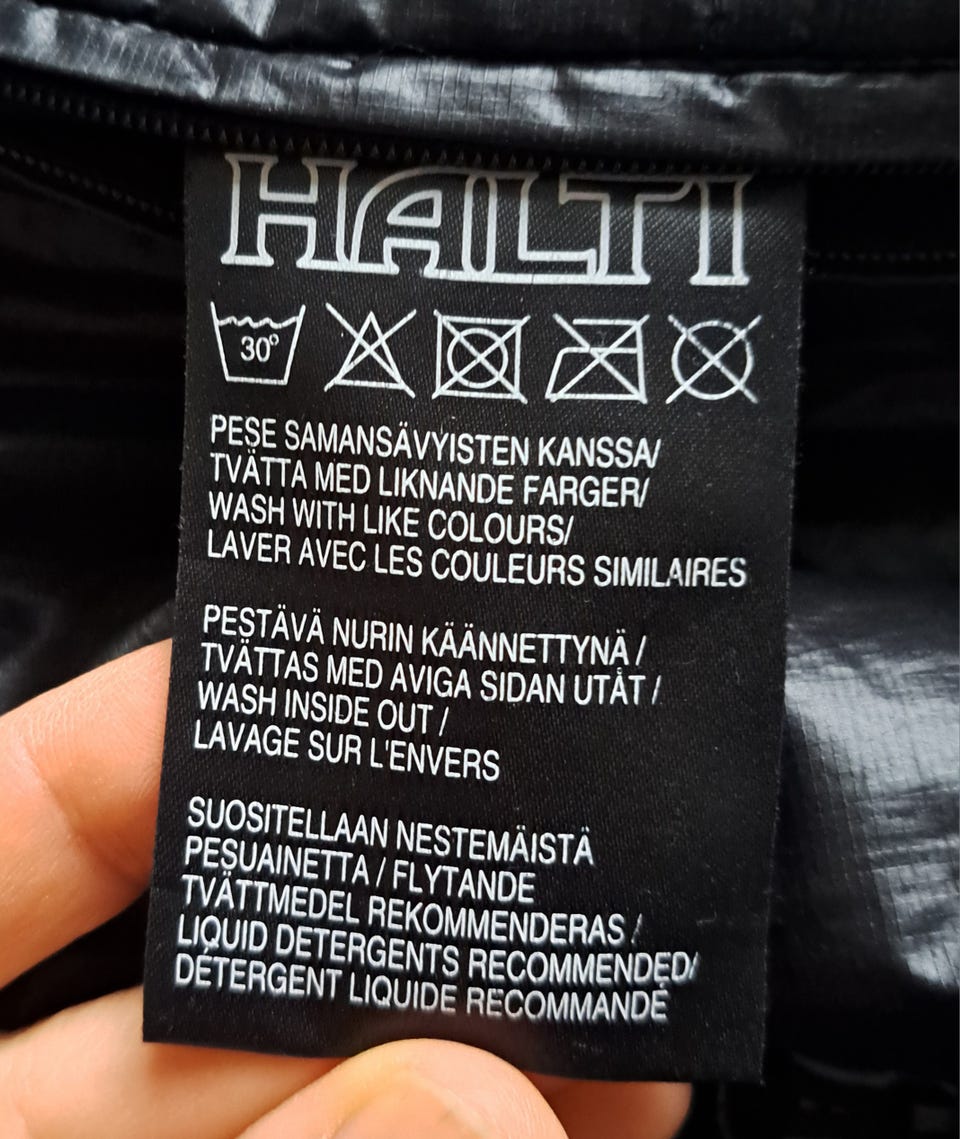 HALTI
30°
PESE SAMANSÄVYISTEN KANSSA/
TVÄTTA MED LIKNANDE FARGER/
WASH WITH LIKE COLOURS/
LAVER AVEC LES COULEURS SIMILAIRES
PESTÄVÄ NURIN KÄÄNNETTYNÄ /
TVÄTTAS MED AVIGA SIDAN UTÅT /
WASH INSIDE OUT /
LAVAGE SUR L'ENVERS
SUOSITELLAAN NESTEMÄISTÄ
PESUAINETTA / FLYTANDE
TVÄTTMEDEL REKOMMENDERAS /
LIQUID DETERGENTS RECOMMENDED/
DÉTERGENT LIQUIDE RECOMMANDÉ